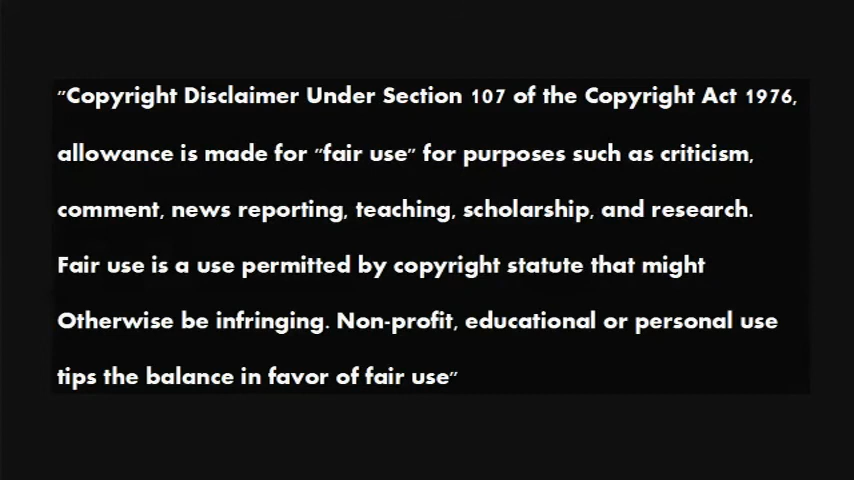 "Copyright Disclaimer Under Section 107 of the Copyright Act 1976,
allowance is made for "fair use" for purposes such as criticism,
comment, news reporting, teaching, scholarship, and research.
Fair use is a use permitted by copyright statute that might
Otherwise be infringing. Non-profit, educational or personal use
tips the balance in favor of fair use"